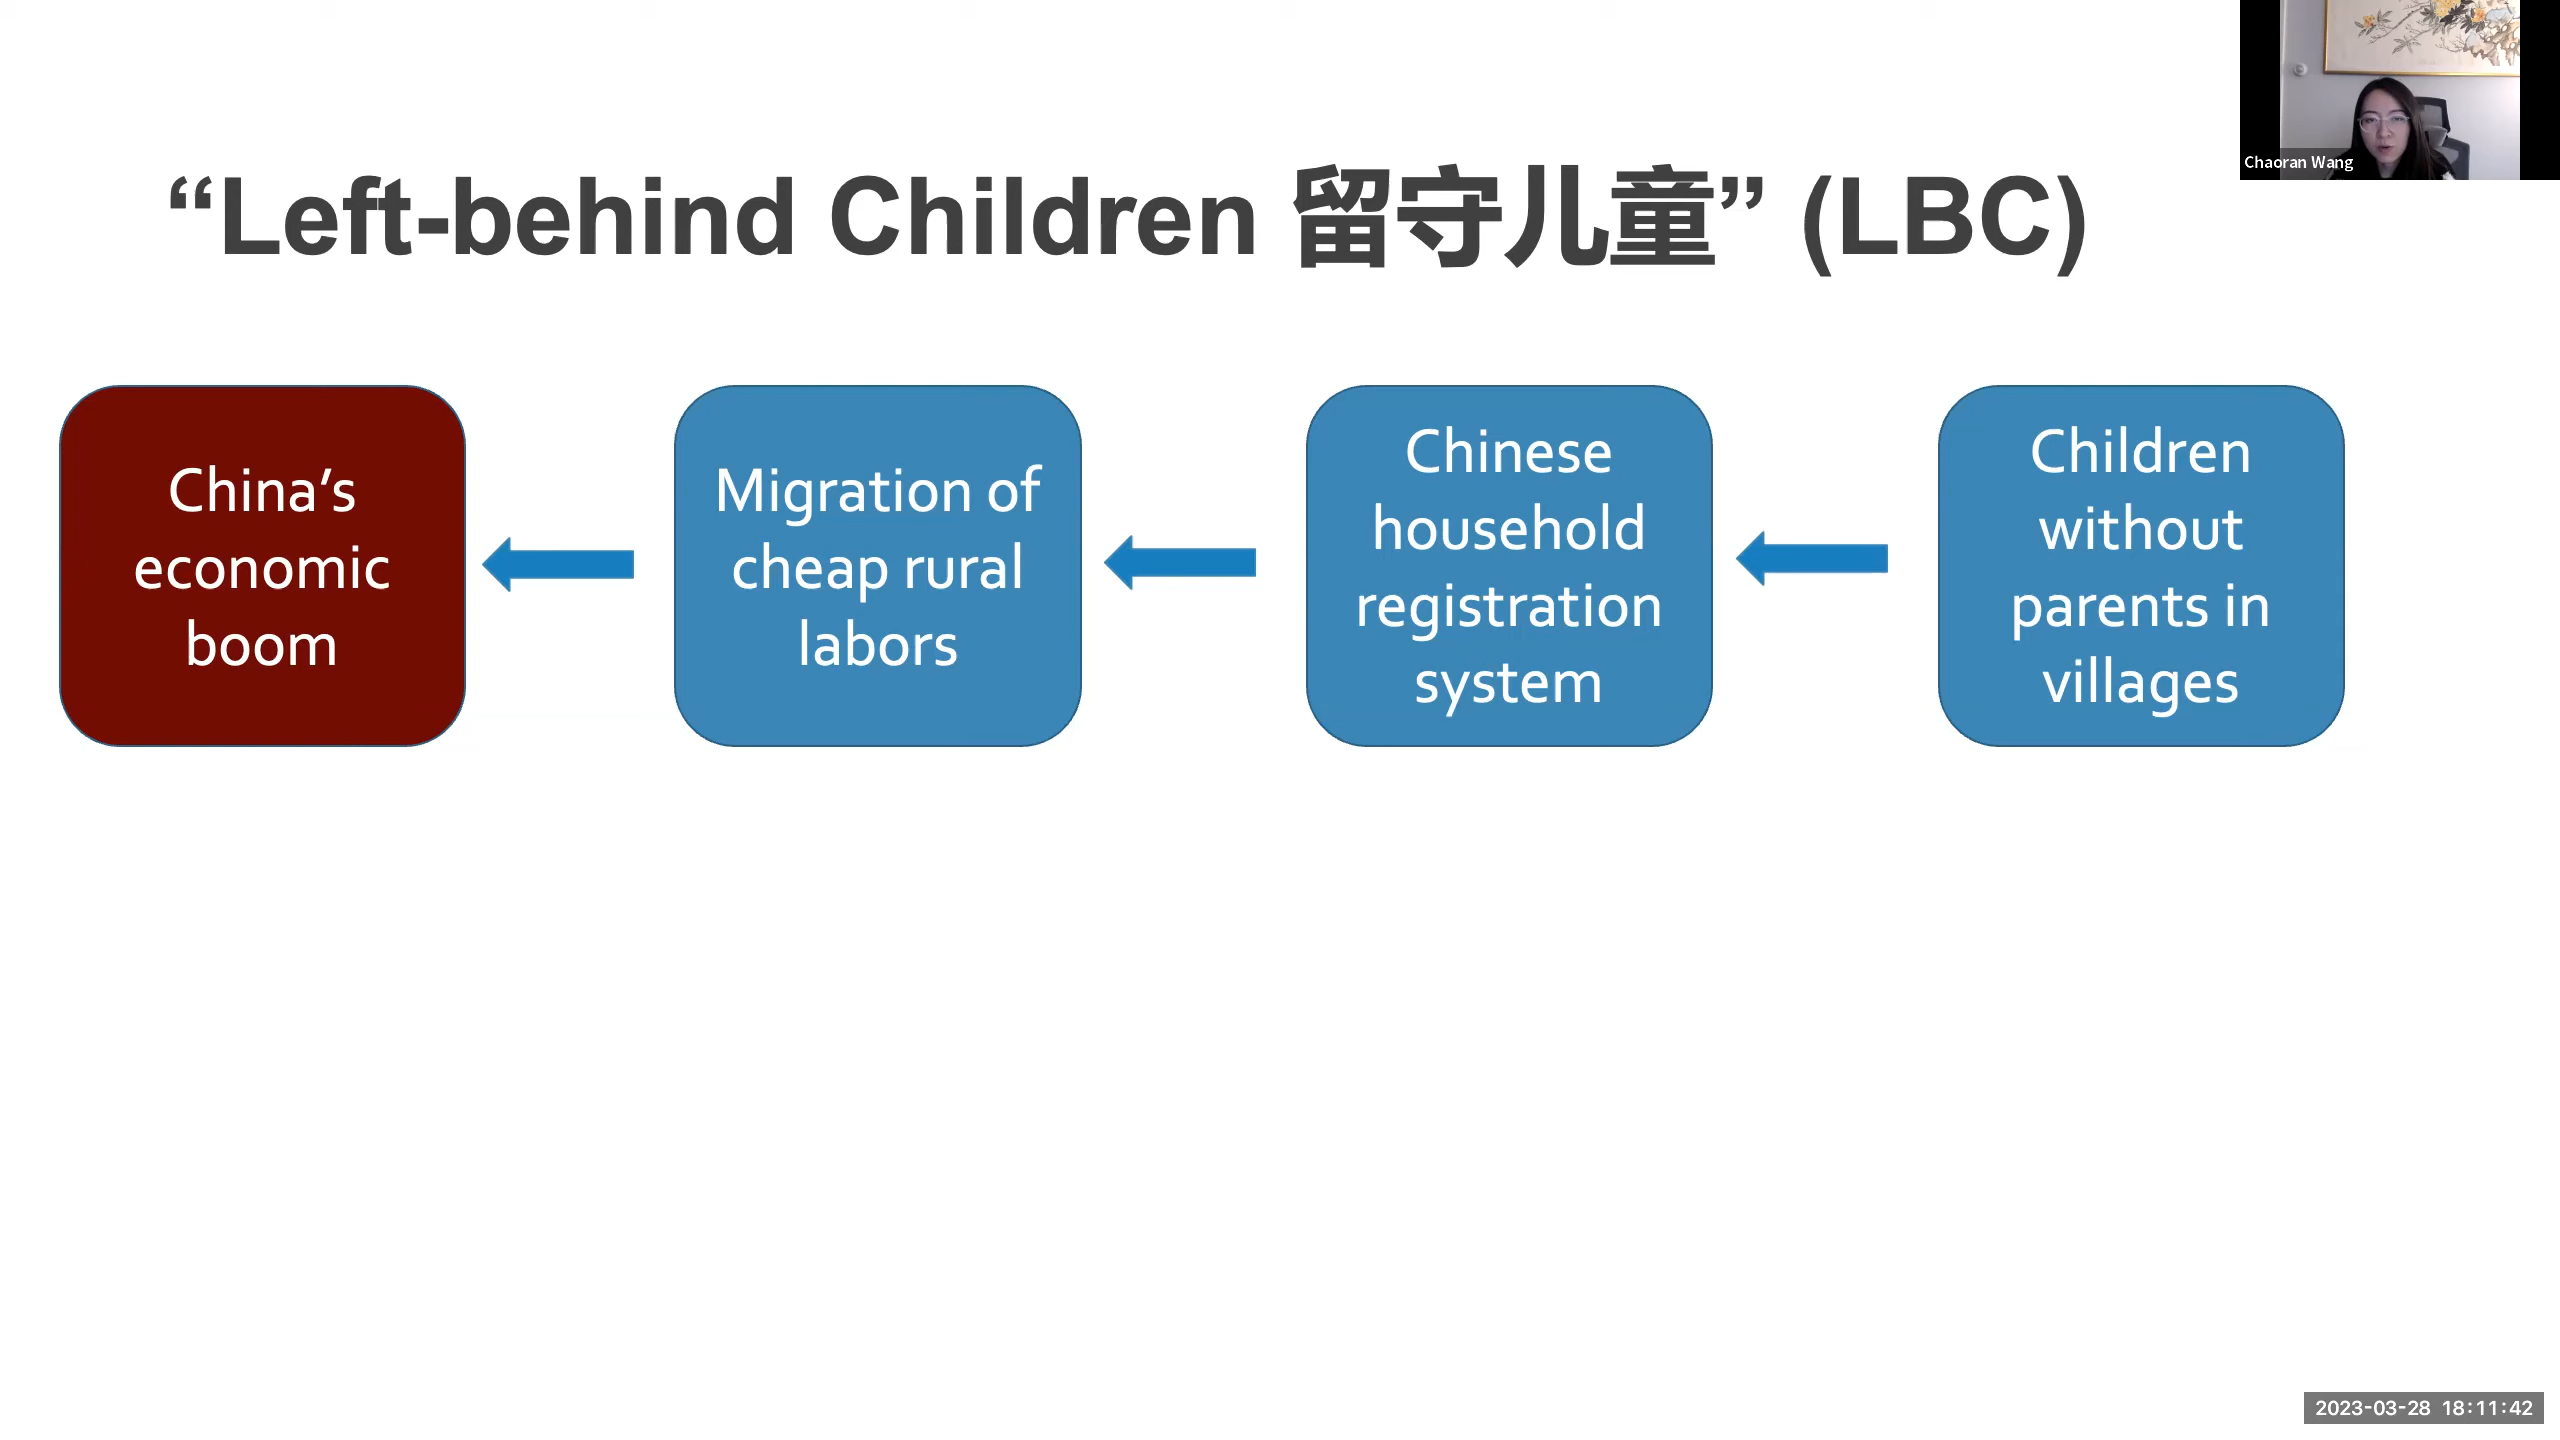 “Left-behind Children 留守儿童” (LBC)
China’s
economic
boom
Migration of
cheap rural
labors
Chinese
household
registration
system
Children
without
parents in
villages
Chaoran Wang
2023-03-28 18:11:42